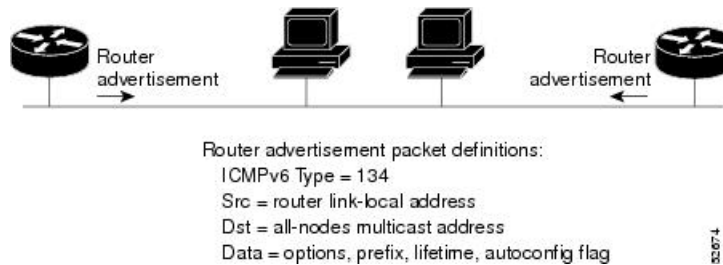 Router
advertisement
Router
advertisement
Router advertisement packet definitions:
ICMPv6 Type = 134
Src = router link-local address
Dst = all-nodes multicast address
Data = options, prefix, lifetime, autoconfig flag
52674